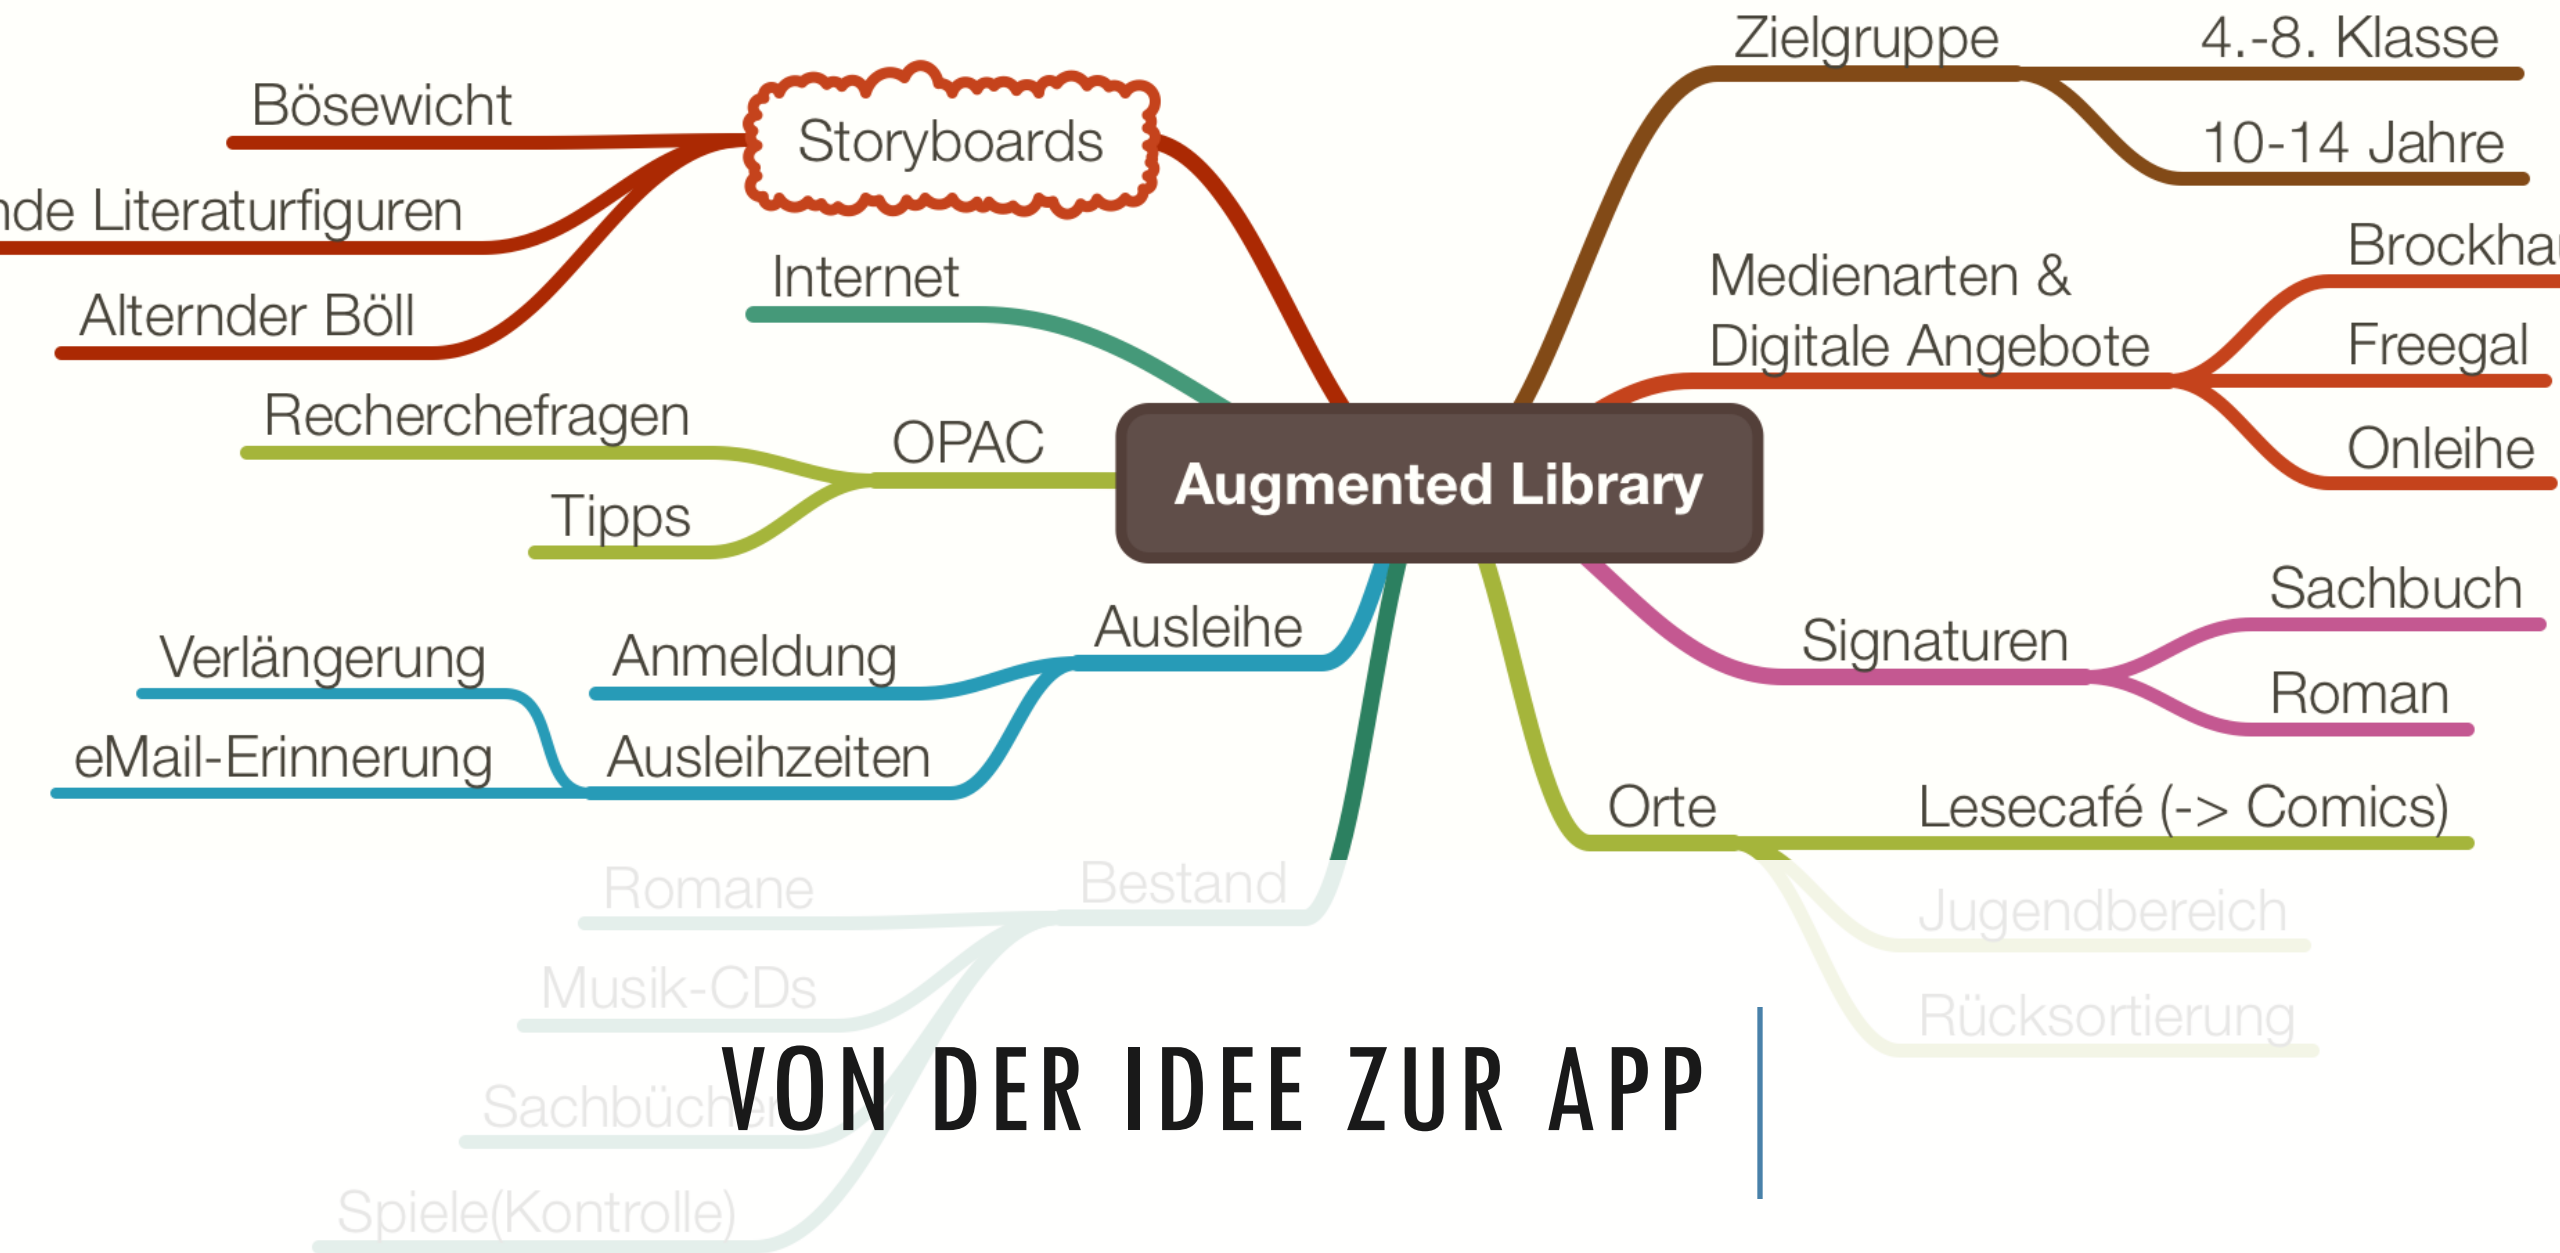 Zielgruppe
4.-8. Klasse
10-14 Jahre
Bösewicht
Storyboards
Literaturfiguren
Alternder Böll
Internet
Medienarten &
Digitale Angebote
Freegal
Onleihe
Recherchefragen
OPAC
Tipps
Augmented Library
Ausleihe
Anmeldung
Verlängerung
Ausleihzeiten
eMail-Erinnerung
Signaturen
Sachbuch
Roman
Orte
Lesecafé (-> Comics)
Jugendbereich
Rücksortierung
Bestand
Romane
Musik-CDs
Sachbücher
Spiele(Kontrolle)
VON DER IDEE ZUR APP